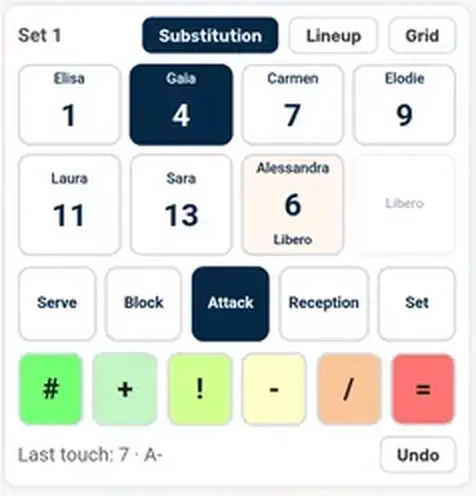 Set 1 Substitution Lineup Grid
Elisa Gaia Carmen Elodie
1 4 7 9
Laura Sara Alessandra
11 13 6 Libero
Libero
Serve Block Attack Reception Set
# + ! - / =
Last touch: 7 · A- Undo